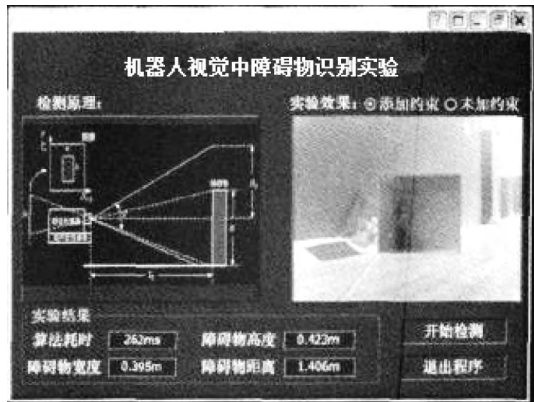 机器人视觉中障碍物识别实验
检测原理：
实验效果：⊙添加约束○未加约束
实验结果
算法耗时 262ms 障碍物高度 0.423m
开始检测
障碍物宽度 0.395m 障碍物距离 1.406m
退出程序